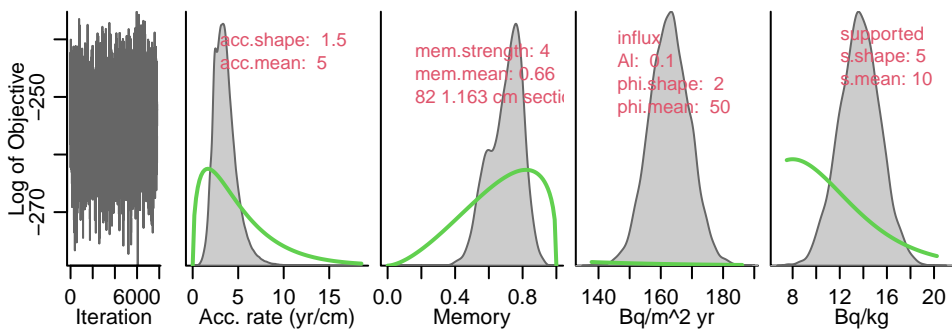 Log of Objective
-250
-270
0
6000
Iteration
acc.shape: 1.5
acc.mean: 5
0
5
10
15
Acc. rate (yr/cm)
mem.strength: 4
mem.mean: 0.66
82 1.163 cm sectio
0.0
0.4
0.8
Memory
influx
Al: 0.1
phi.shape: 2
phi.mean: 50
140
160
180
Bq/m^2 yr
supported
s.shape: 5
s.mean: 10
8
12
16
20
Bq/kg